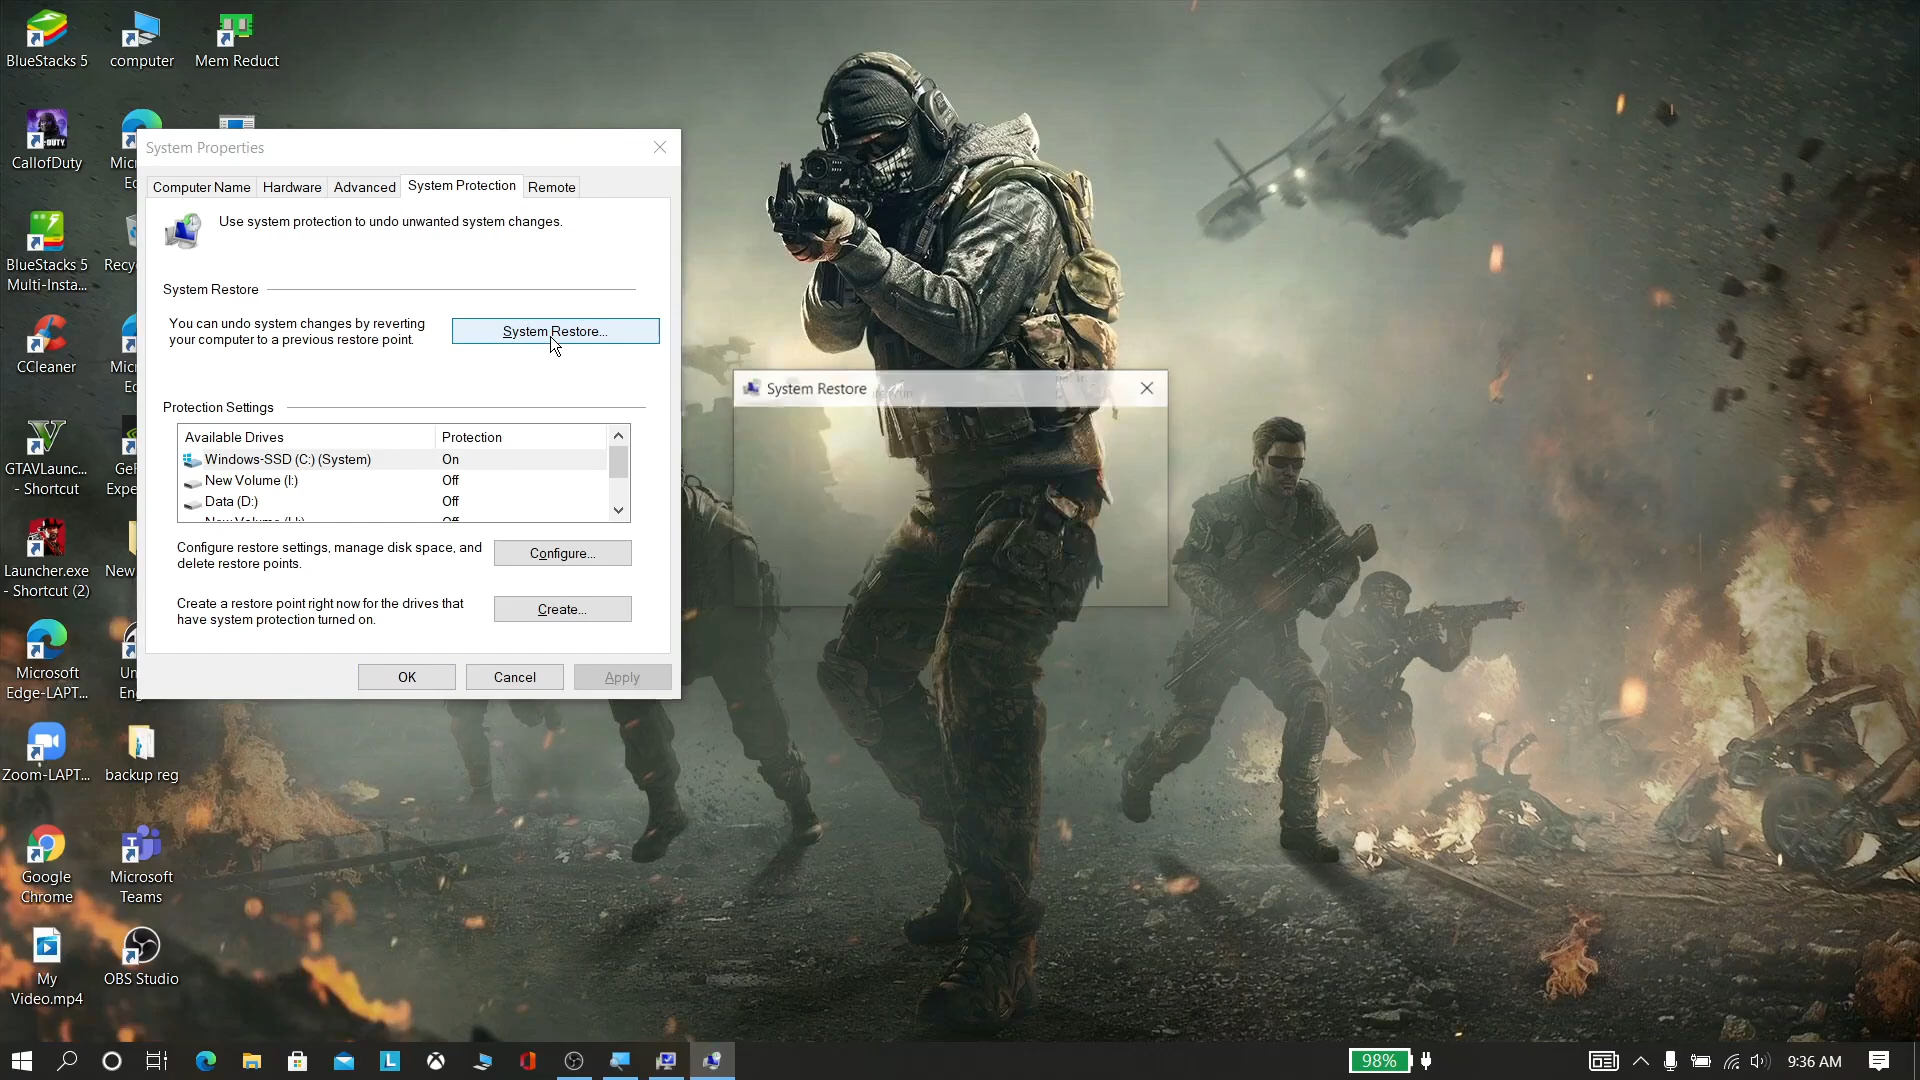 BlueStacks 5
computer
Mem Reduct
CallofDuty
BlueStacks 5
Multi-Insta...
CCleaner
GTAVLaunc...
- Shortcut
Launcher.exe
- Shortcut (2)
Microsoft
Edge-LAPT...
Zoom-LAPT...
backup reg
Google
Chrome
Microsoft
Teams
My
Video.mp4
OBS Studio
System Properties
Computer Name
Hardware
Advanced
System Protection
Remote
Use system protection to undo unwanted system changes.
System Restore
You can undo system changes by reverting
your computer to a previous restore point.
System Restore...
Protection Settings
Available Drives
Protection
Windows-SSD (C:) (System)
On
New Volume (I:)
Off
Data (D:)
Off
Configure restore settings, manage disk space, and
delete restore points.
Configure...
Create a restore point right now for the drives that
have system protection turned on.
Create...
OK
Cancel
Apply
System Restore
98%
9:36 AM